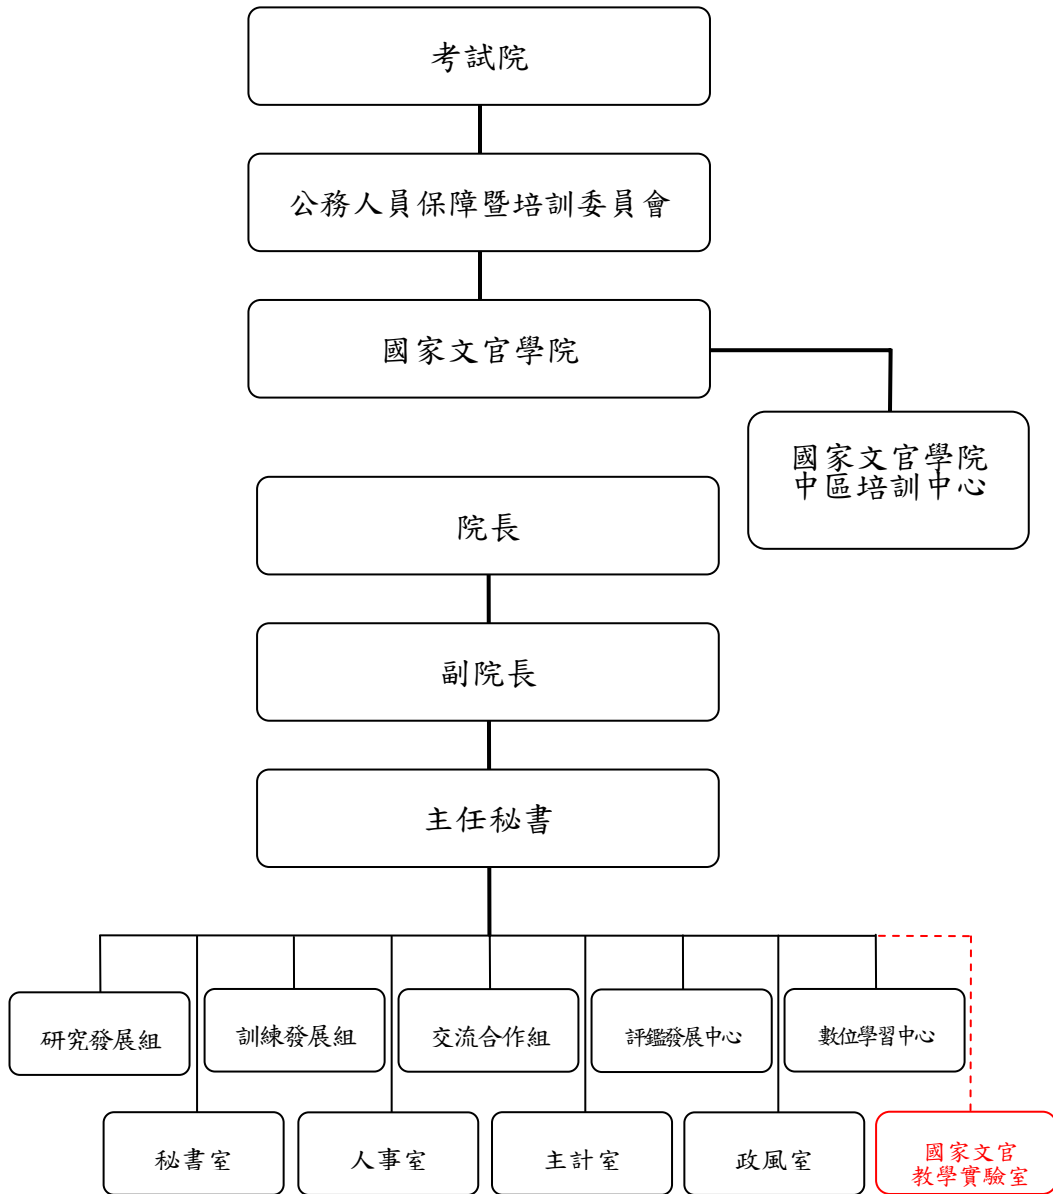 考試院
公務人員保障暨培訓委員會
國家文官學院
國家文官學院
中區培訓中心
院長
副院長
主任秘書
研究發展組
訓練發展組
交流合作組
評鑑發展中心
數位學習中心
秘書室
人事室
主計室
政風室
國家文官
教學實驗室